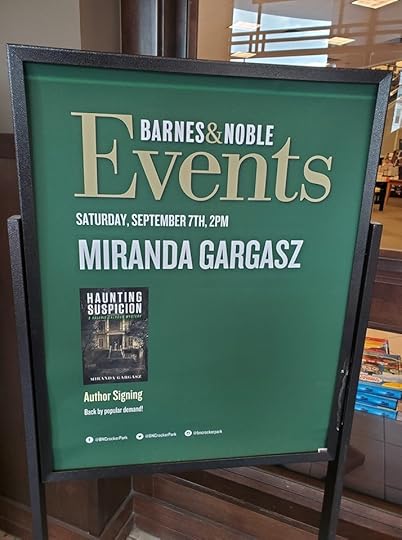 BARNES & NOBLE
Events
SATURDAY, SEPTEMBER 7TH, 2PM
MIRANDA GARGASZ
HAUNTING
SUSPICION
MIRANDA GARGASZ
Author Signing
Back by popular demand!
@BNCrockerPark @BNCrockerPark @bncrockerpark